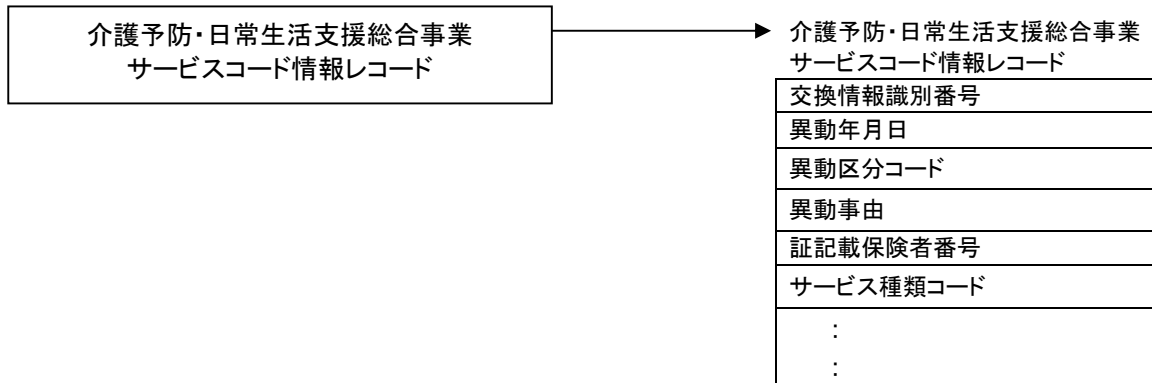 介護予防・日常生活支援総合事業
サービスコード情報レコード
介護予防・日常生活支援総合事業
サービスコード情報レコード
交換情報識別番号
異動年月日
異動区分コード
異動事由
証記載保険者番号
サービス種類コード
：
：